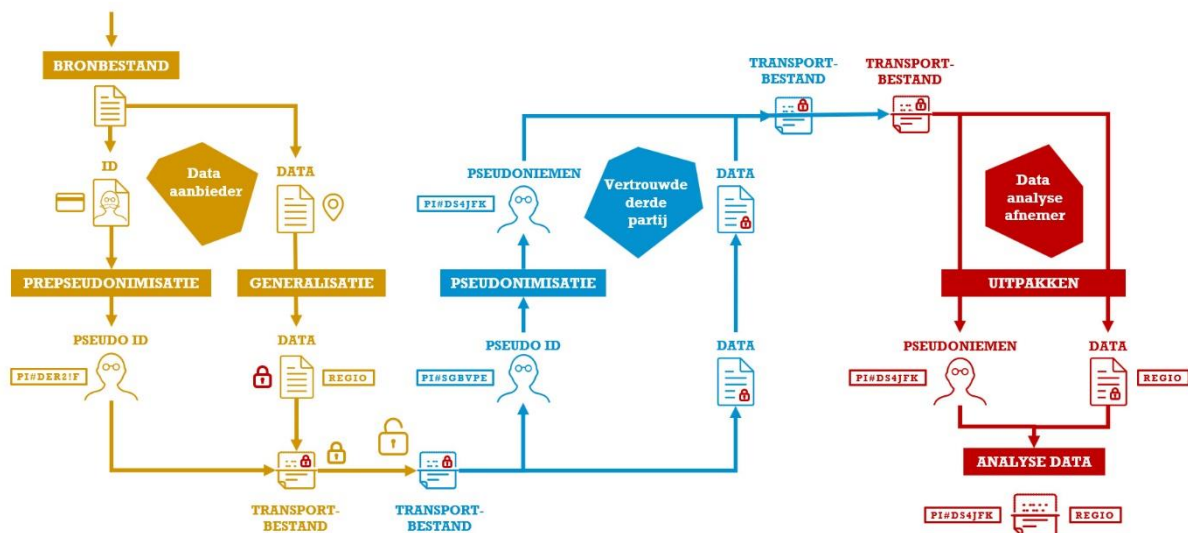 BRONBESTAND
ID
Data
aanbieder
DATA
PREPSEUDONIMISATIE
GENERALISATIE
PSEUDO ID
PI#DER2!F
DATA
REGIO
TRANSPORT-
BESTAND
TRANSPORT-
BESTAND
PSEUDO ID
PI#SGBVPE
DATA
PSEUDONIMISATIE
PSEUDONIEMEN
PI#DS4JFK
Vertrouwde
derde
partij
DATA
TRANSPORT-
BESTAND
TRANSPORT-
BESTAND
Data
analyse
afnemer
UITPAKKEN
PSEUDONIEMEN
PI#DS4JFK
DATA
REGIO
ANALYSE DATA
PI#DS4JFK
REGIO